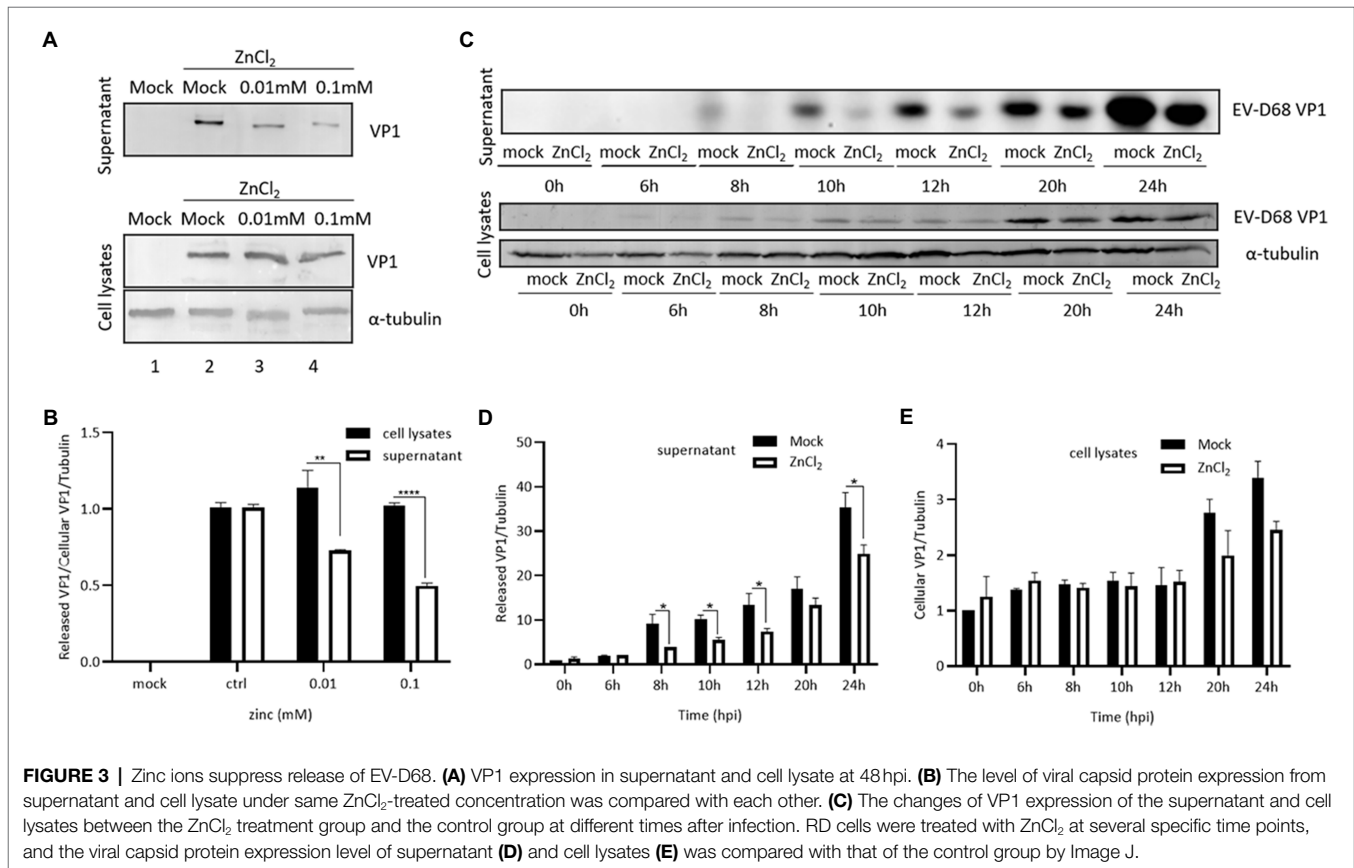 A
ZnCl₂
Mock Mock 0.01mM 0.1mM
Supernatant
VP1
ZnCl₂
Mock Mock 0.01mM 0.1mM
Cell lysates
VP1
α-tubulin
1 2 3 4
C
Supernatant
EV-D68 VP1
mock ZnCl₂ mock ZnCl₂ mock ZnCl₂ mock ZnCl₂ mock ZnCl₂ mock ZnCl₂ mock ZnCl₂
0h 6h 8h 10h 12h 20h 24h
Cell lysates
EV-D68 VP1
α-tubulin
mock ZnCl₂ mock ZnCl₂ mock ZnCl₂ mock ZnCl₂ mock ZnCl₂ mock ZnCl₂ mock ZnCl₂
0h 6h 8h 10h 12h 20h 24h
B
Released VP1/Cellular VP1/Tubulin
1.5
1.0
0.5
0.0
cell lysates
supernatant
**
****
mock ctrl 0.01 0.1
zinc (mM)
D
Released VP1/Tubulin
50
40
30
20
10
0
supernatant
Mock
ZnCl₂
* * * *
0h 6h 8h 10h 12h 20h 24h
Time (hpi)
E
Cellular VP1/Tubulin
4
3
2
1
0
cell lysates
Mock
ZnCl₂
0h 6h 8h 10h 12h 20h 24h
Time (hpi)
FIGURE 3 | Zinc ions suppress release of EV-D68. (A) VP1 expression in supernatant and cell lysate at 48 hpi. (B) The level of viral capsid protein expression from
supernatant and cell lysate under same ZnCl₂-treated concentration was compared with each other. (C) The changes of VP1 expression of the supernatant and cell
lysates between the ZnCl₂ treatment group and the control group at different times after infection. RD cells were treated with ZnCl₂ at several specific time points,
and the viral capsid protein expression level of supernatant (D) and cell lysates (E) was compared with that of the control group by Image J.